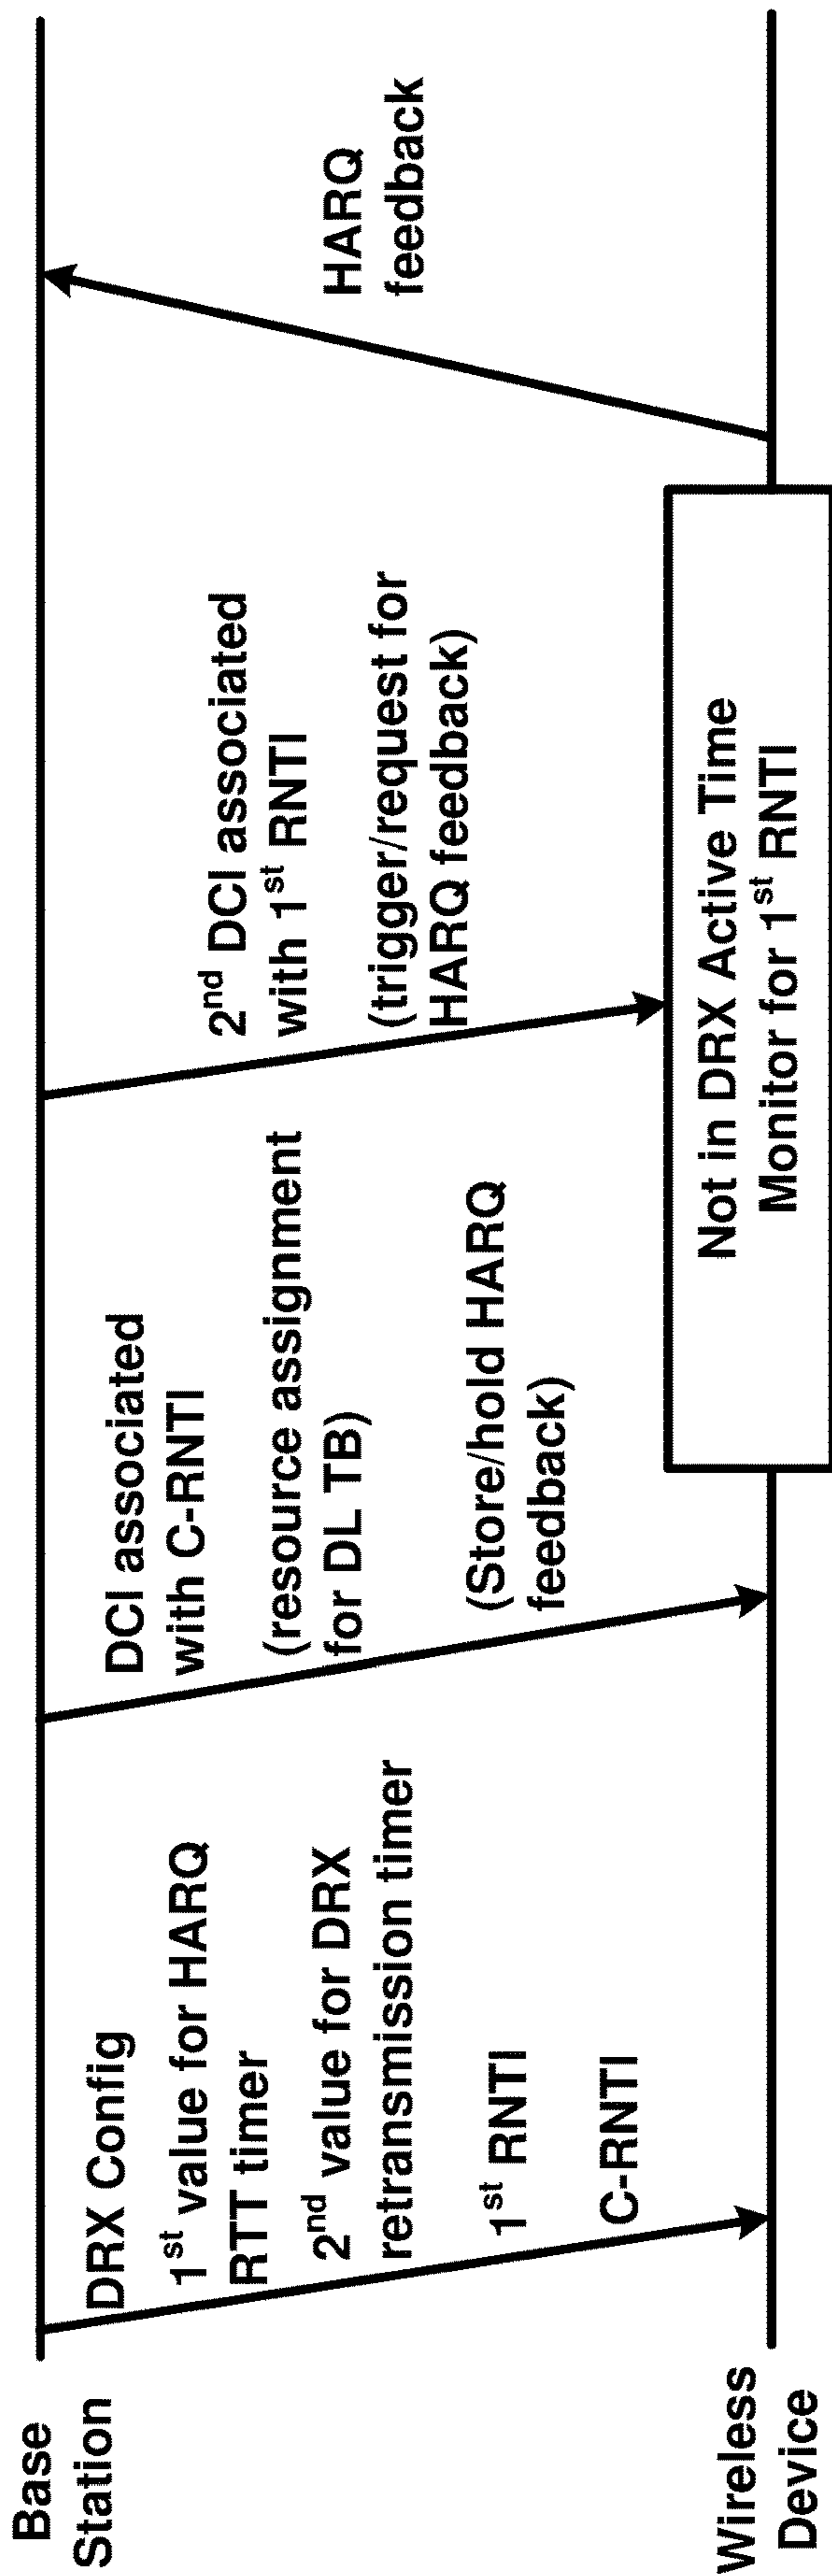 Base
Station
DRX Config
1st value for HARQ
RTT timer
2nd value for DRX
retransmission timer
1st RNTI
C-RNTI
DCI associated
with C-RNTI
(resource assignment
for DL TB)
(Store/hold HARQ
feedback)
2nd DCI associated
with 1st RNTI
(trigger/request for
HARQ feedback)
HARQ
feedback
Wireless
Device
Not in DRX Active Time
Monitor for 1st RNTI